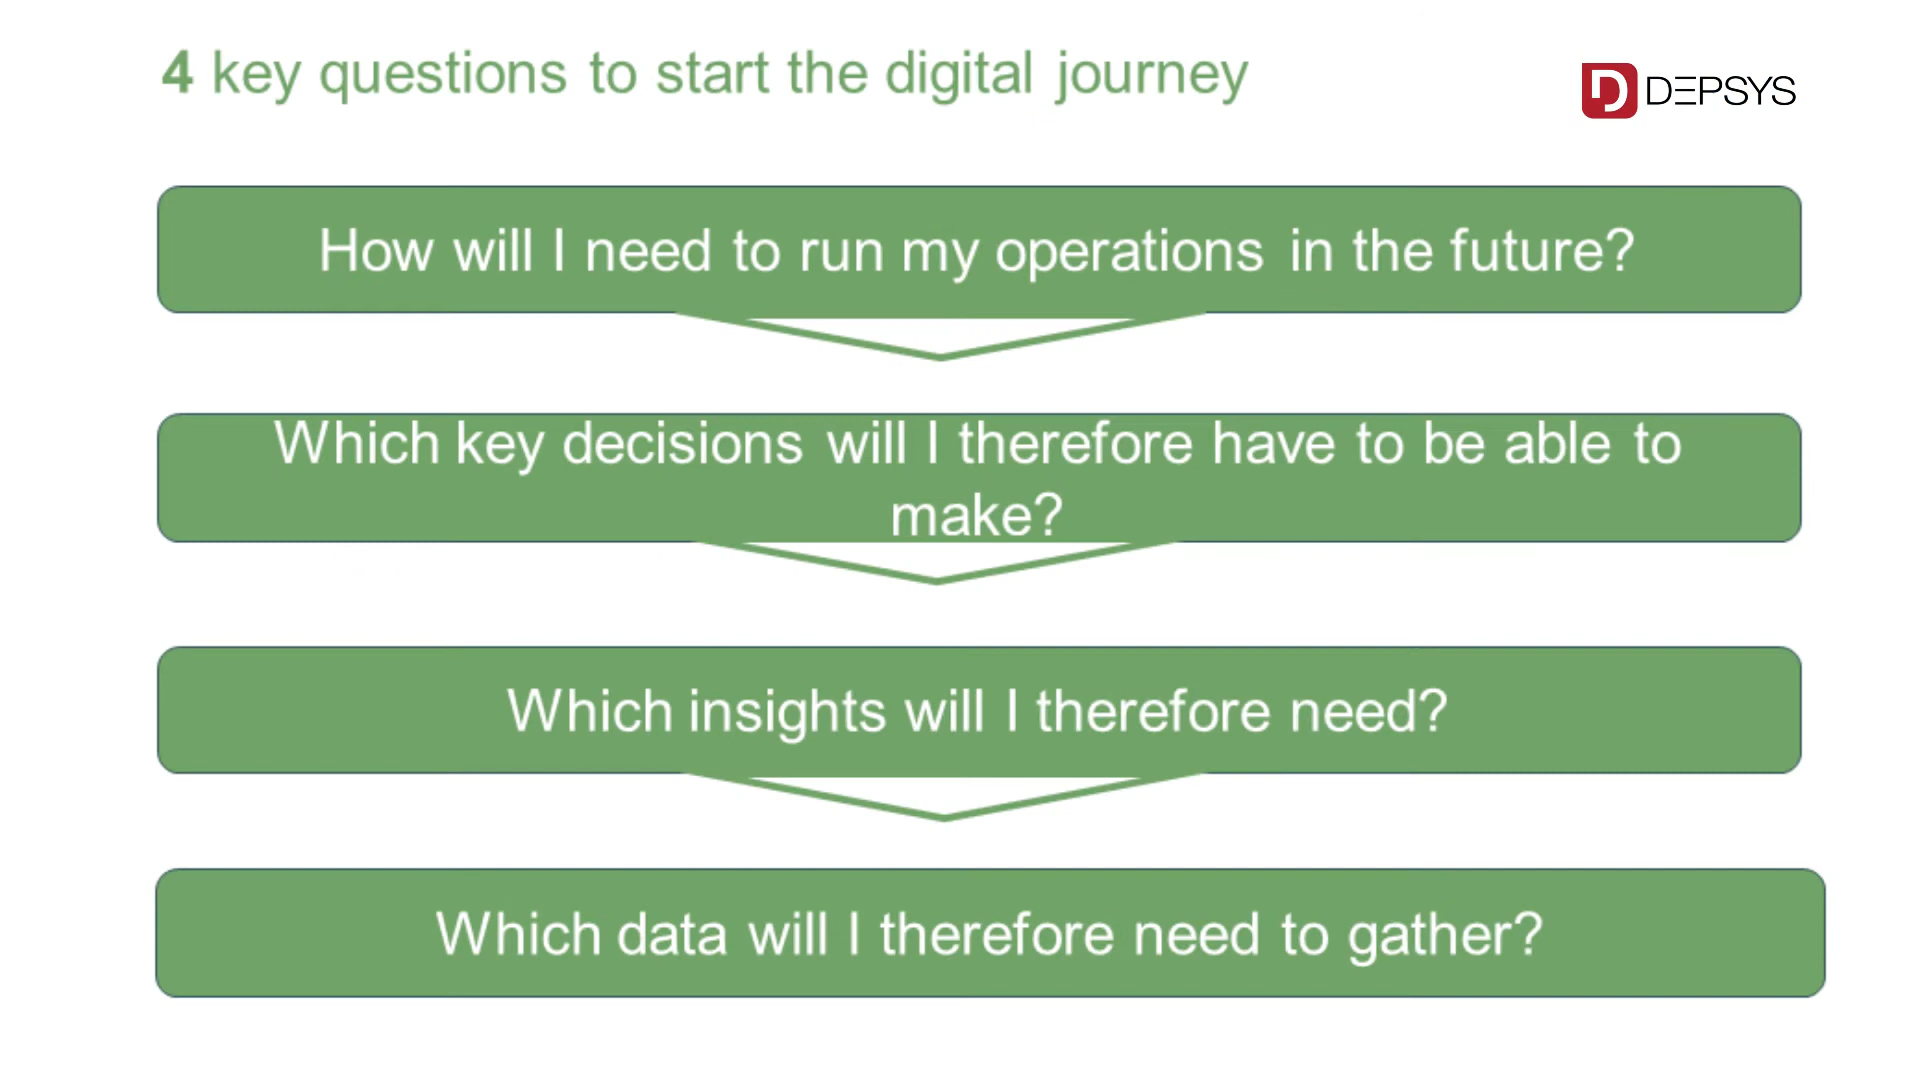 4 key questions to start the digital journey
DEPSYS
How will I need to run my operations in the future?
Which key decisions will I therefore have to be able to
make?
Which insights will I therefore need?
Which data will I therefore need to gather?